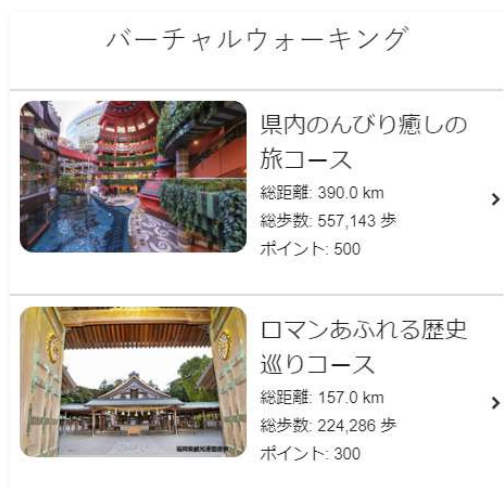 バーチャルウォーキング
県内のんびり癒しの
旅コース
総距離: 390.0 km
総歩数: 557,143 歩
ポイント: 500
ロマンあふれる歴史
巡りコース
総距離: 157.0 km
総歩数: 224,286 歩
ポイント: 300